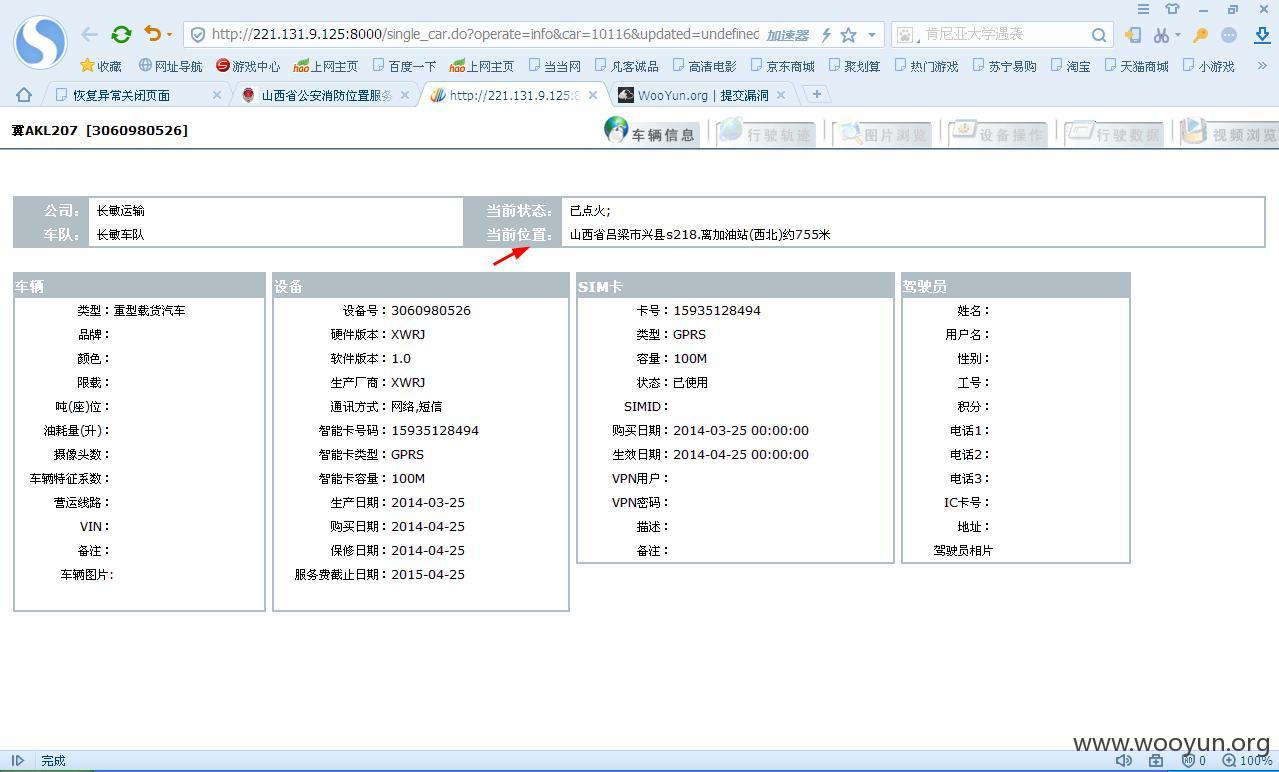 http://221.131.9.125:8000/single_car.do?operate=info&car=10116&updated=undefined 加速器 肯尼亚大学遇袭
收藏 网址导航 游戏中心 上网主页 百度一下 上网主页 当当网 凡客诚品 高清电影 京东商城 聚划算 热门游戏 苏宁易购 淘宝 天猫商城 小游戏
恢复异常关闭页面 山西省公安消防位置服务 http://221.131.9.125:8 WooYun.org | 提交漏洞
冀AKL207 [3060980526] 车辆信息 行驶轨迹 图片浏览 设备操作 行驶数据 视频浏览
公司: 长敏运输 当前状态: 已点火;
车队: 长敏车队 当前位置: 山西省吕梁市兴县s218.离加油站(西北)约755米
车辆
类型：重型载货汽车
品牌：
颜色：
限载：
吨(座)位：
油耗量(升)：
摄像头数：
车辆特征系数：
营运线路：
VIN：
备注：
车辆图片:
设备
设备号：3060980526
硬件版本：XWRJ
软件版本：1.0
生产厂商：XWRJ
通讯方式：网络,短信
智能卡号码：15935128494
智能卡类型：GPRS
智能卡容量：100M
生产日期：2014-03-25
购买日期：2014-04-25
保修日期：2014-04-25
服务费截止日期：2015-04-25
SIM卡
卡号：15935128494
类型：GPRS
容量：100M
状态：已使用
SIMID：
购买日期：2014-03-25 00:00:00
生效日期：2014-04-25 00:00:00
VPN用户：
VPN密码：
描述：
备注：
驾驶员
姓名：
用户名：
性别：
工号：
积分：
电话1：
电话2：
电话3：
IC卡号：
地址：
驾驶员相片
www.wooyun.org
完成 0 100%